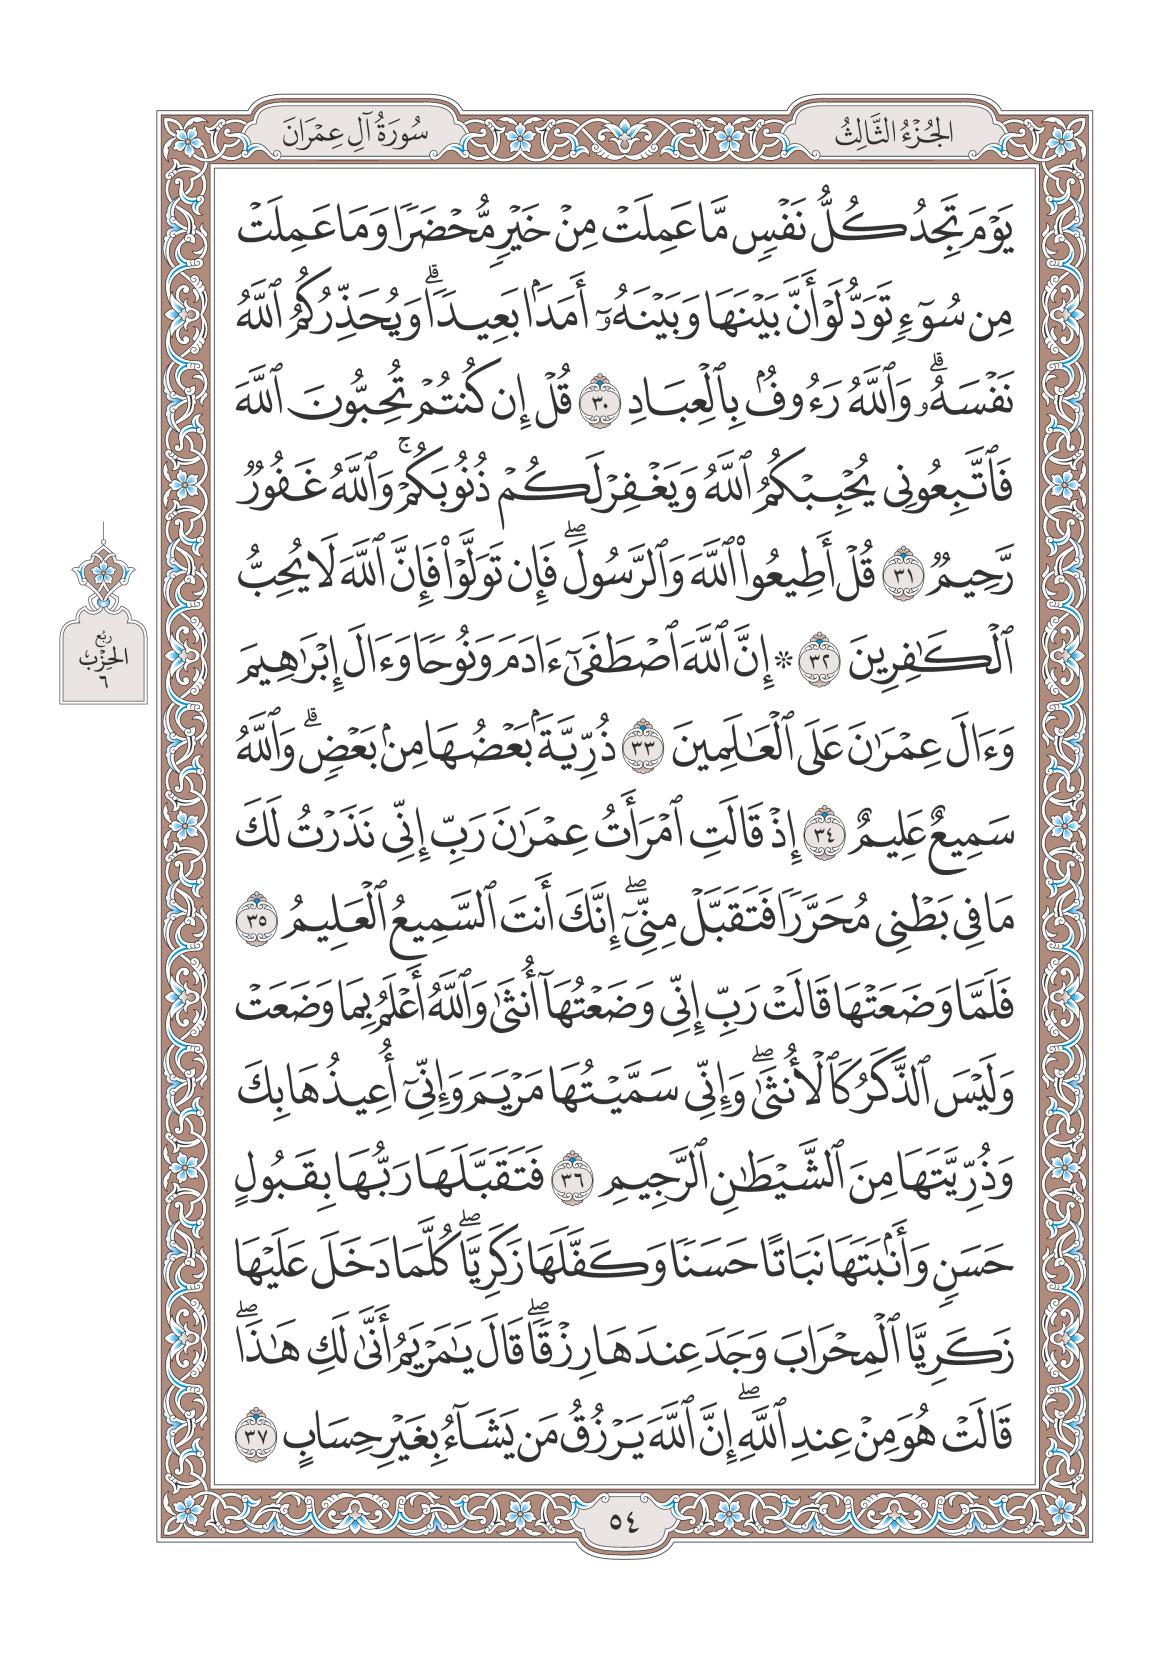 الجُزْءُ الثَّالِثُ
سُورَةُ آلِ عِمْرَانَ
يَوْمَ تَجِدُ كُلُّ نَفْسٖ مَّا عَمِلَتْ مِنْ خَيْرٖ مُّحْضَرٗا وَمَا عَمِلَتْ
مِن سُوٓءٖ تَوَدُّ لَوْ أَنَّ بَيْنَهَا وَبَيْنَهُۥٓ أَمَدَۢا بَعِيدٗاۗ وَيُحَذِّرُكُمُ ٱللَّهُ
نَفْسَهُۥۗ وَٱللَّهُ رَءُوفُۢ بِٱلْعِبَادِ ٣٠ قُلْ إِن كُنتُمْ تُحِبُّونَ ٱللَّهَ
فَٱتَّبِعُونِي يُحْبِبْكُمُ ٱللَّهُ وَيَغْفِرْ لَكُمْ ذُنُوبَكُمْۚ وَٱللَّهُ غَفُورٞ
رَّحِيمٞ ٣١ قُلْ أَطِيعُواْ ٱللَّهَ وَٱلرَّسُولَۖ فَإِن تَوَلَّوْاْ فَإِنَّ ٱللَّهَ لَا يُحِبُّ
ٱلْكَٰفِرِينَ ٣٢ ۞ إِنَّ ٱللَّهَ ٱصْطَفَىٰٓ ءَادَمَ وَنُوحٗا وَءَالَ إِبْرَٰهِيمَ
وَءَالَ عِمْرَٰنَ عَلَى ٱلْعَٰلَمِينَ ٣٣ ذُرِّيَّةَۢ بَعْضُهَا مِنۢ بَعْضٖۗ وَٱللَّهُ
سَمِيعٌ عَلِيمٌ ٣٤ إِذْ قَالَتِ ٱمْرَأَتُ عِمْرَٰنَ رَبِّ إِنِّي نَذَرْتُ لَكَ
مَا فِي بَطْنِي مُحَرَّرٗا فَتَقَبَّلْ مِنِّيٓۖ إِنَّكَ أَنتَ ٱلسَّمِيعُ ٱلْعَلِيمُ ٣٥
فَلَمَّا وَضَعَتْهَا قَالَتْ رَبِّ إِنِّي وَضَعْتُهَآ أُنثَىٰ وَٱللَّهُ أَعْلَمُ بِمَا وَضَعَتْ
وَلَيْسَ ٱلذَّكَرُ كَٱلْأُنثَىٰۖ وَإِنِّي سَمَّيْتُهَا مَرْيَمَ وَإِنِّيٓ أُعِيذُهَا بِكَ
وَذُرِّيَّتَهَا مِنَ ٱلشَّيْطَٰنِ ٱلرَّجِيمِ ٣٦ فَتَقَبَّلَهَا رَبُّهَا بِقَبُولٍ
حَسَنٖ وَأَنۢبَتَهَا نَبَاتًا حَسَنٗا وَكَفَّلَهَا زَكَرِيَّاۖ كُلَّمَا دَخَلَ عَلَيْهَا
زَكَرِيَّا ٱلْمِحْرَابَ وَجَدَ عِندَهَا رِزْقٗاۖ قَالَ يَٰمَرْيَمُ أَنَّىٰ لَكِ هَٰذَاۖ
قَالَتْ هُوَ مِنْ عِندِ ٱللَّهِۖ إِنَّ ٱللَّهَ يَرْزُقُ مَن يَشَآءُ بِغَيْرِ حِسَابٍ ٣٧
رُبُع
الحِزْب
٦
٥٤